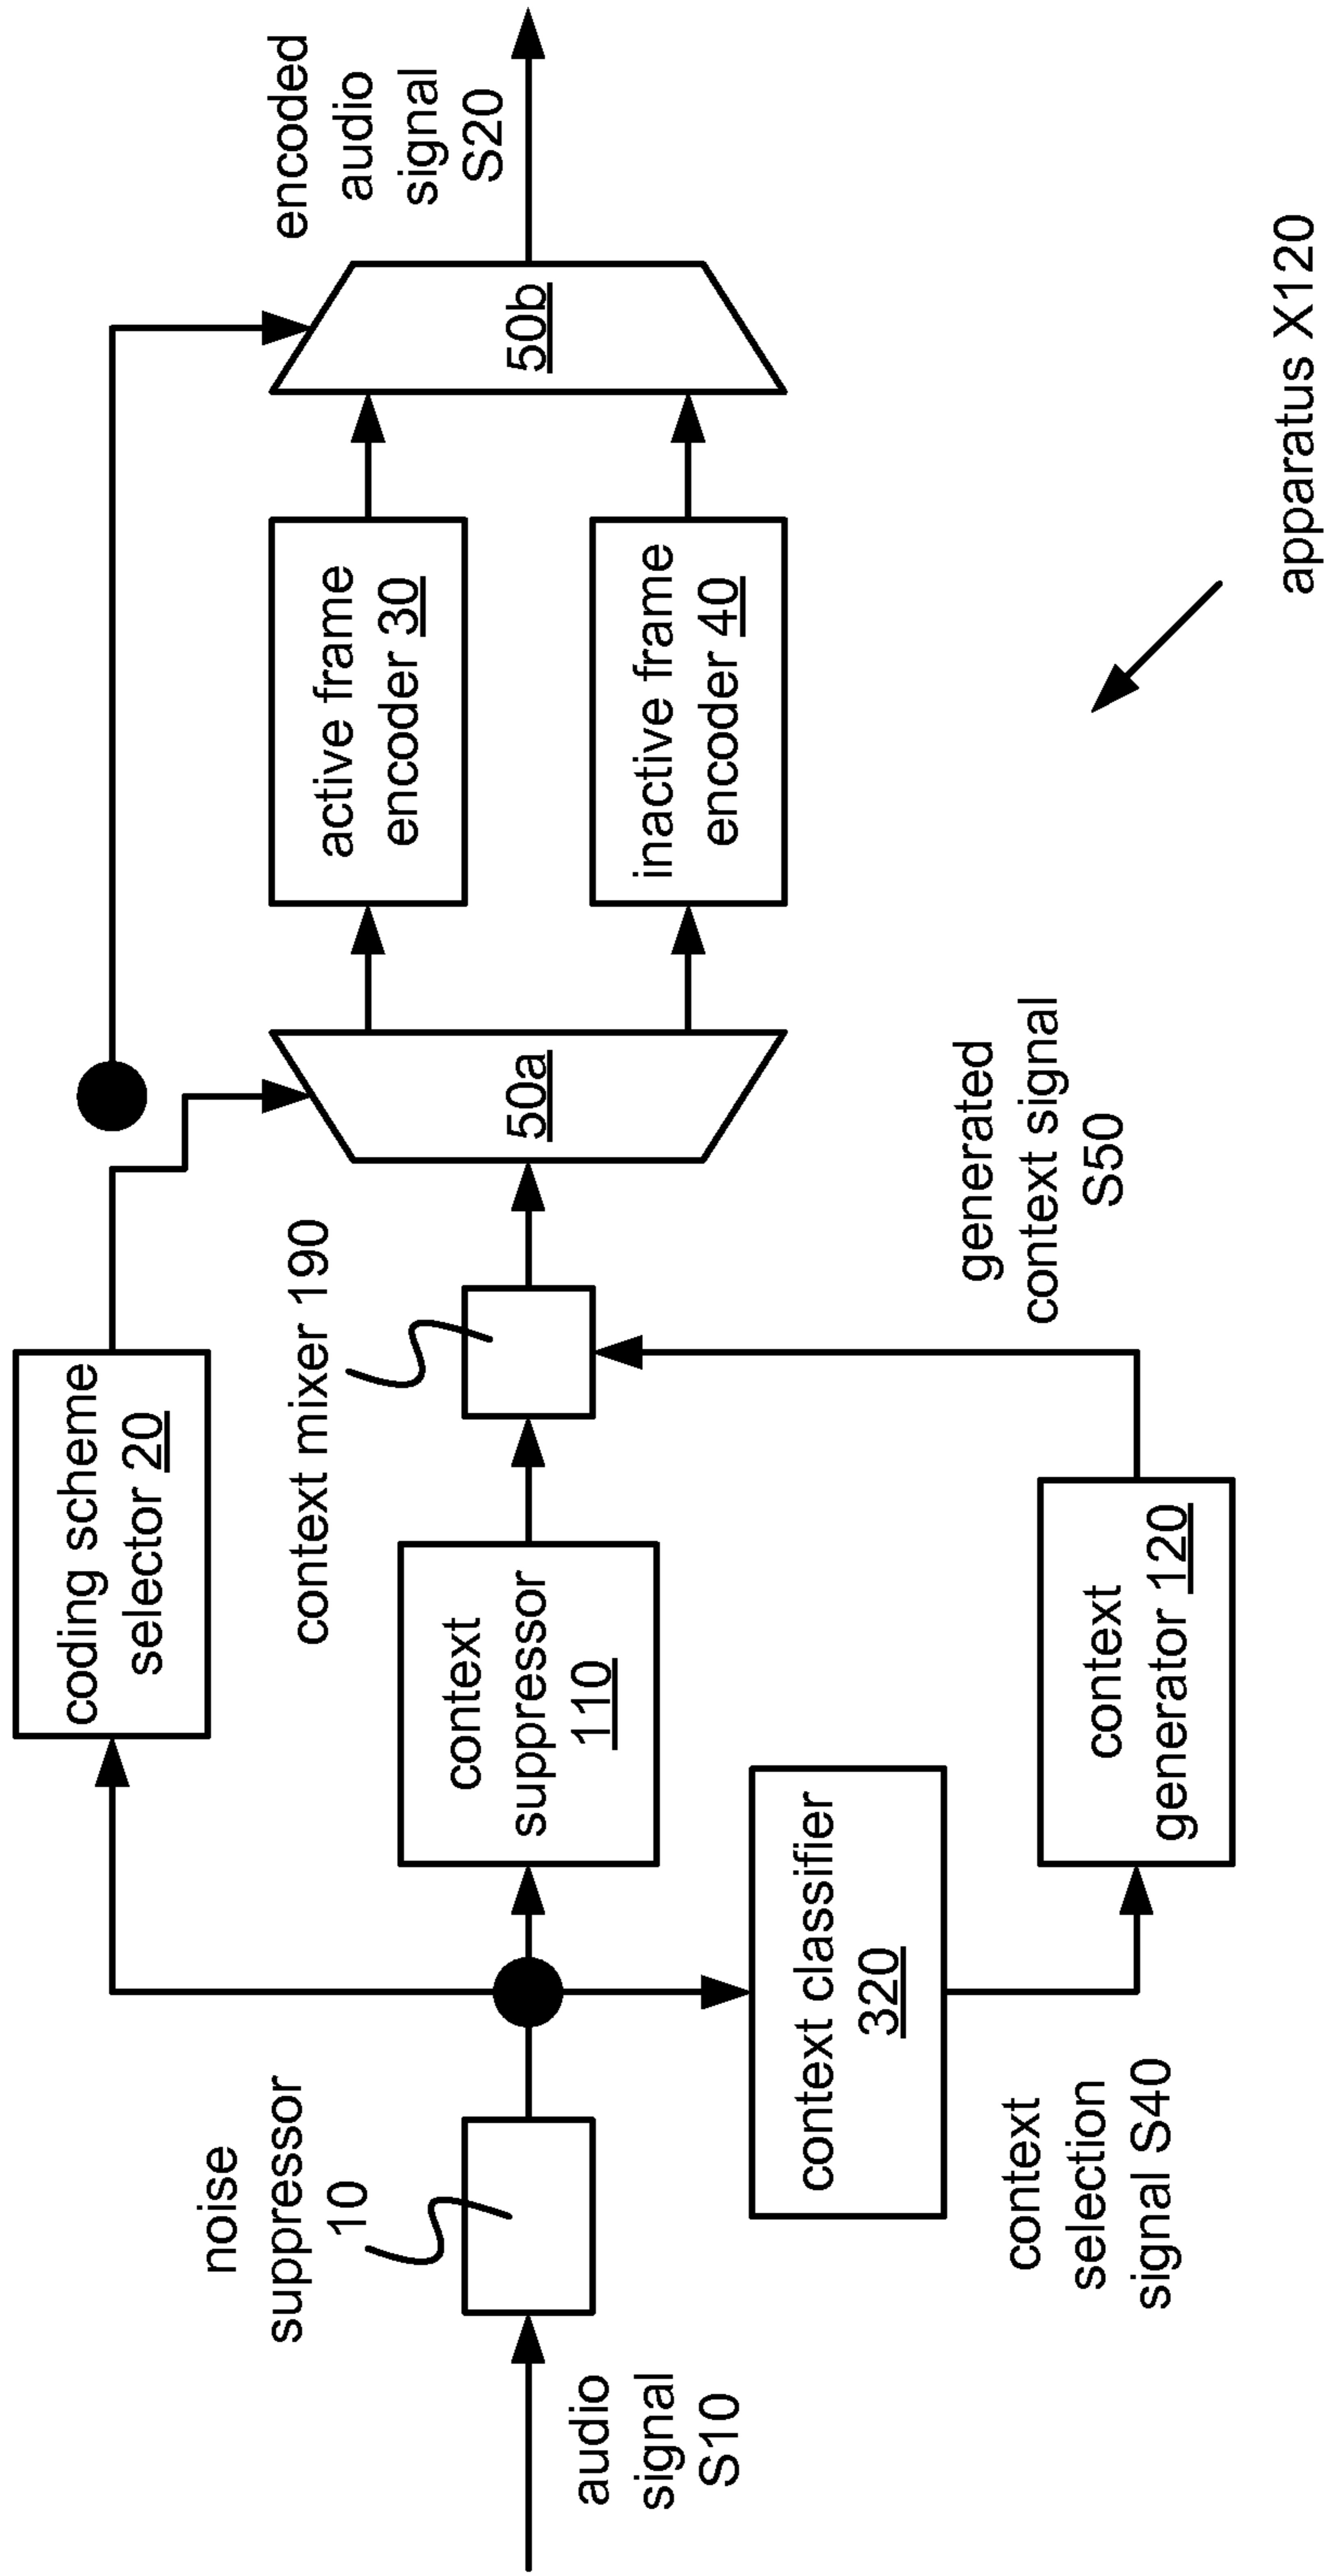 audio
signal
S10
noise
suppressor
10
coding scheme
selector 20
context
suppressor
110
context classifier
320
context
selection
signal S40
context
generator 120
generated
context signal
S50
context mixer 190
50a
active frame
encoder 30
inactive frame
encoder 40
50b
encoded
audio
signal
S20
apparatus X120